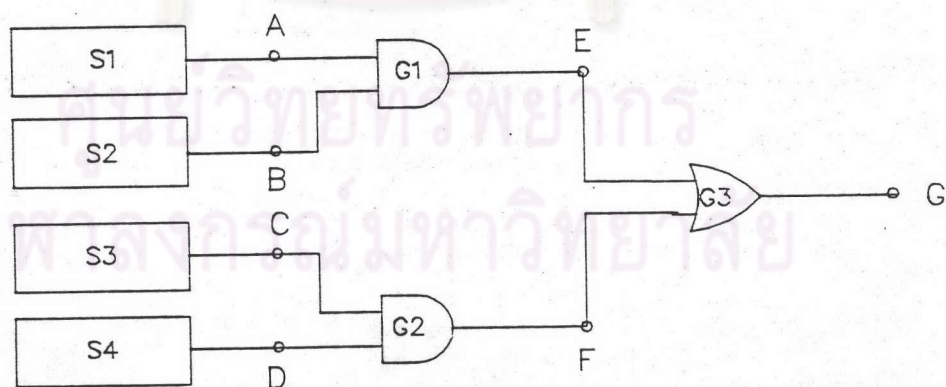 A
S1
G1
E
S2
B
ศูนย์วิทยทรัพยากร
G3
G
C
S3
จุฬาลงกรณ์มหาวิทยาลัย
G2
S4
D
F